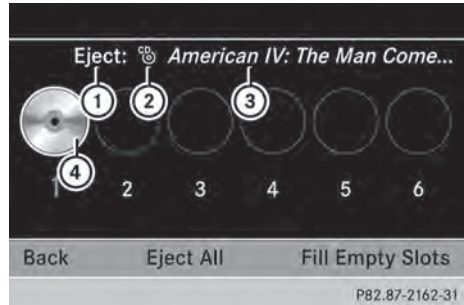 Eject: CD American IV: The Man Come...
1 2 3
4
1 2 3 4 5 6
Back Eject All Fill Empty Slots
P82.87-2162-31